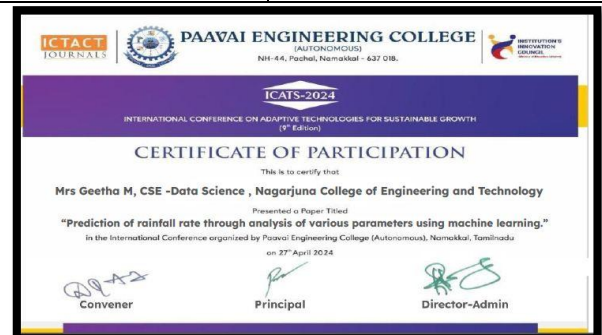 ICTACT
JOURNALS
PAAVAI ENGINEERING COLLEGE
(AUTONOMOUS)
NH-44, Pachal, Namakkal - 637 018.
INSTITUTION'S
INNOVATION
COUNCIL
ICATS-2024
INTERNATIONAL CONFERENCE ON ADAPTIVE TECHNOLOGIES FOR SUSTAINABLE GROWTH
(9th Edition)
CERTIFICATE OF PARTICIPATION
This is to certify that
Mrs Geetha M, CSE -Data Science , Nagarjuna College of Engineering and Technology
Presented a Paper Titled
“Prediction of rainfall rate through analysis of various parameters using machine learning.”
in the International Conference organized by Paavai Engineering College (Autonomous), Namakkal, Tamilnadu
on 27th April 2024
Convener
Principal
Director-Admin